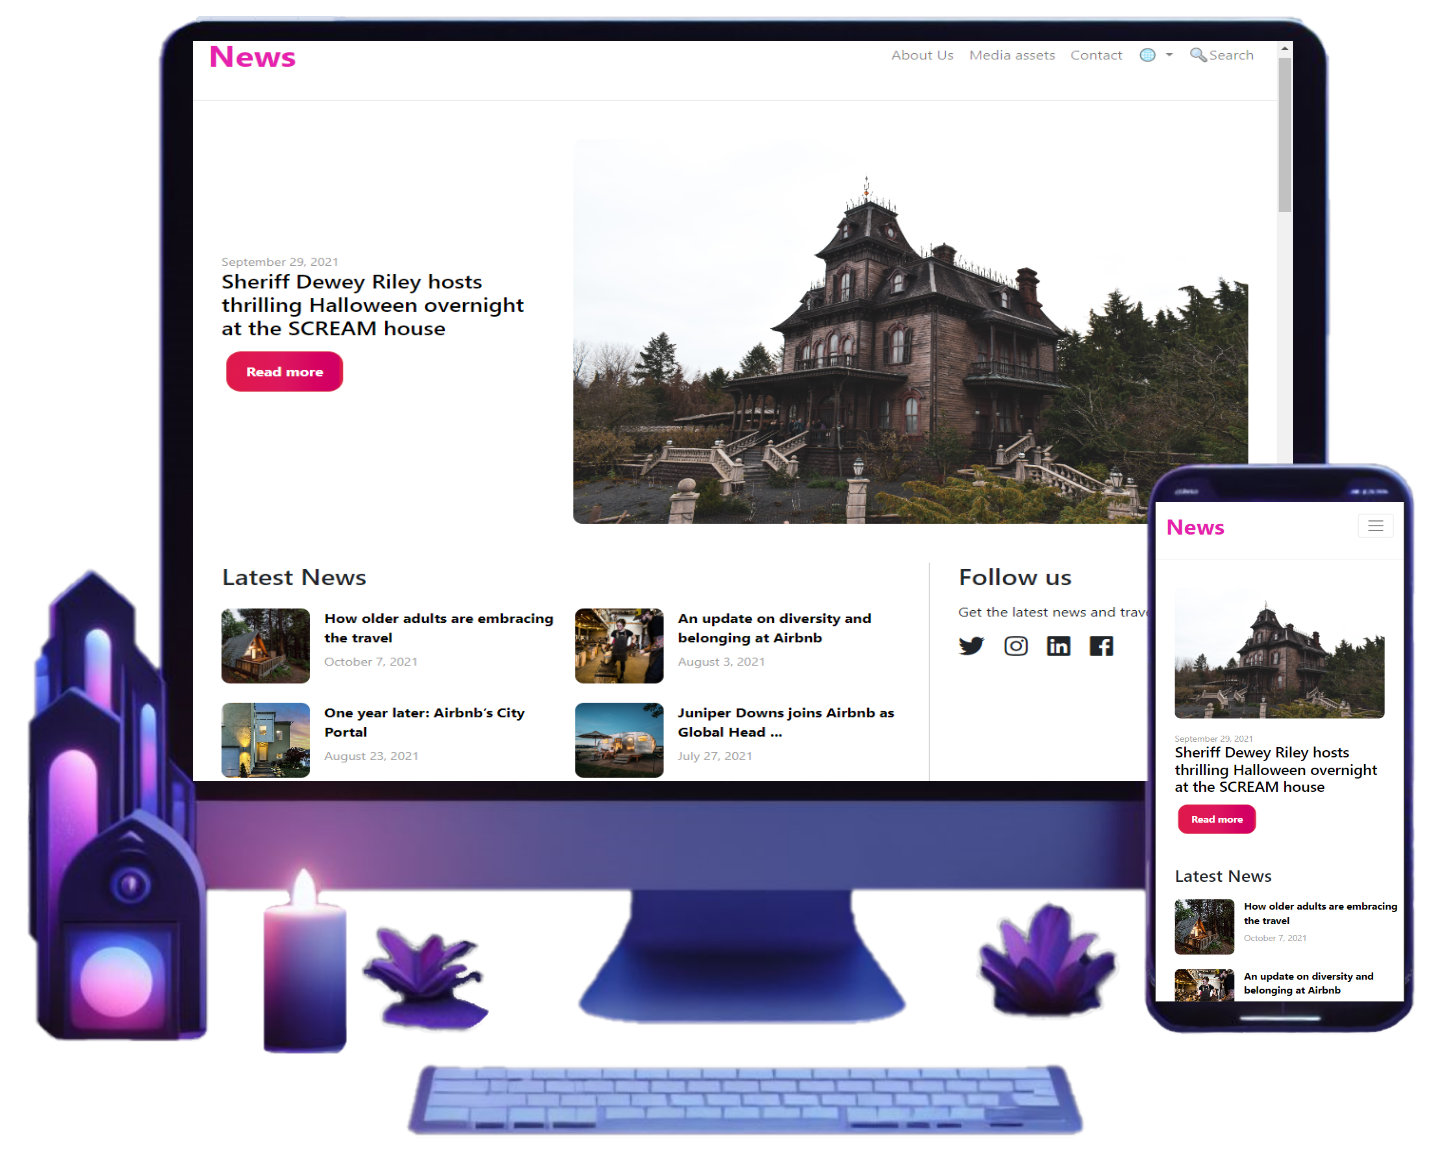 News
About Us Media assets Contact Search
September 29, 2021
Sheriff Dewey Riley hosts
thrilling Halloween overnight
at the SCREAM house
Read more
Latest News
How older adults are embracing
the travel
October 7, 2021
An update on diversity and
belonging at Airbnb
August 3, 2021
One year later: Airbnb’s City
Portal
August 23, 2021
Juniper Downs joins Airbnb as
Global Head ...
July 27, 2021
Follow us
Get the latest news and
News
September 29, 2021
Sheriff Dewey Riley hosts
thrilling Halloween overnight
at the SCREAM house
Read more
Latest News
How older adults are embracing
the travel
October 7, 2021
An update on diversity and
belonging at Airbnb